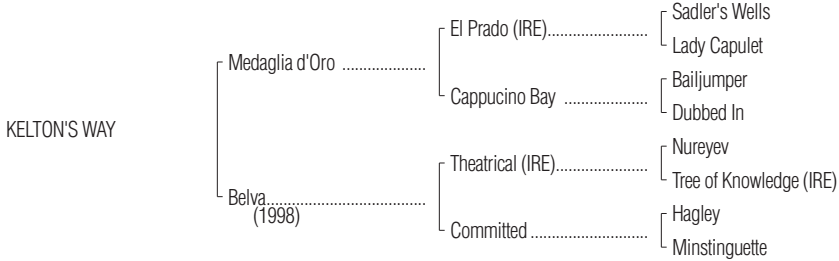 Sadler's Wells
El Prado (IRE)........................
Lady Capulet
Medaglia d'Oro ....................
Bailjumper
Cappucino Bay ....................
Dubbed In
KELTON'S WAY
Nureyev
Theatrical (IRE)......................
Tree of Knowledge (IRE)
Belva......................................
(1998)
Hagley
Committed ............................
Minstinguette